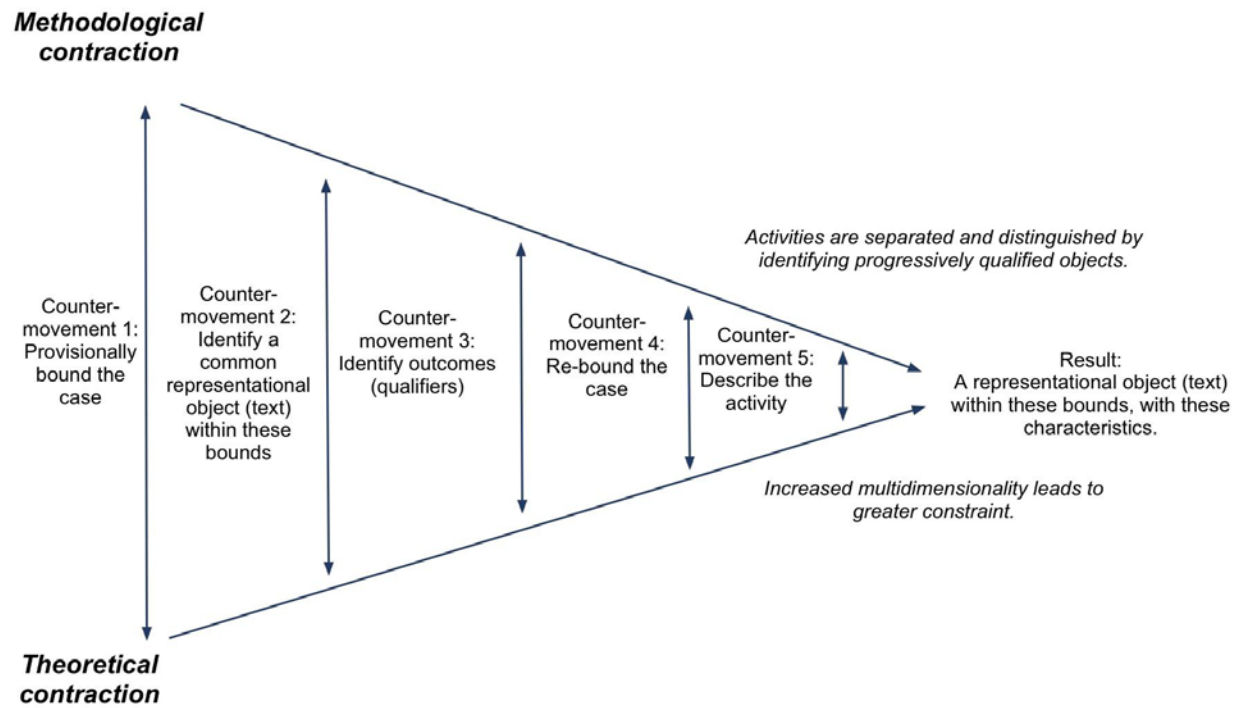 Methodological
contraction
Activities are separated and distinguished by
identifying progressively qualified objects.
Counter-
movement 1:
Provisionally
bound the
case
Counter-
movement 2:
Identify a
common
representational
object (text)
within these
bounds
Counter-
movement 3:
Identify outcomes
(qualifiers)
Counter-
movement 4:
Re-bound the
case
Counter-
movement 5:
Describe the
activity
Result:
A representational object (text)
within these bounds, with these
characteristics.
Increased multidimensionality leads to
greater constraint.
Theoretical
contraction